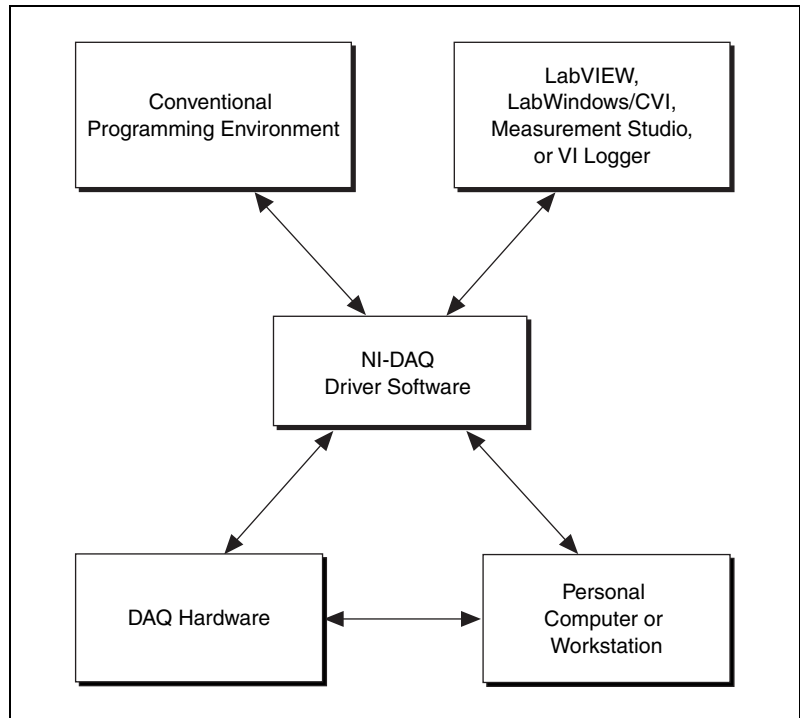 Conventional
Programming Environment
LabVIEW,
LabWindows/CVI,
Measurement Studio,
or VI Logger
NI-DAQ
Driver Software
DAQ Hardware
Personal
Computer or
Workstation